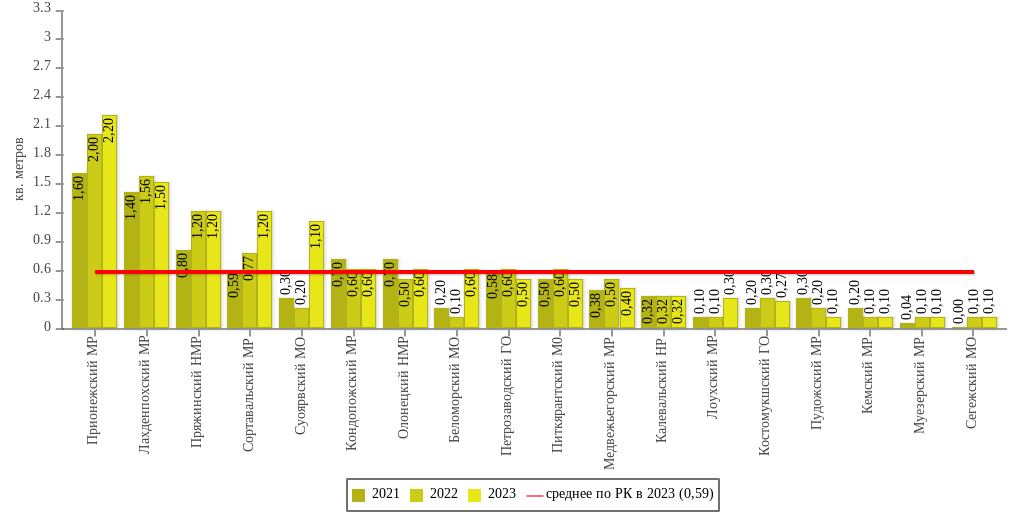 3.3
3
2.7
2.4
2.1
1.8
1.5
1.2
0.9
0.6
0.3
0
кв. метров
1,60 2,00 2,20
1,40 1,56 1,50
0,80 1,20 1,20
0,59 0,77 1,20
0,30 0,20 1,10
0,70 0,60 0,60
0,70 0,50 0,60
0,20 0,10 0,60
0,58 0,60 0,50
0,50 0,60 0,50
0,38 0,50 0,40
0,32 0,32 0,32
0,10 0,10 0,30
0,20 0,30 0,27
0,30 0,20 0,10
0,20 0,10 0,10
0,04 0,10 0,10
0,00 0,10 0,10
Прионежский МР
Лахденпохский МР
Пряжинский НМР
Сортавальский МР
Суоярвский МО
Кондопожский МР
Олонецкий НМР
Беломорский МО
Петрозаводский ГО
Питкярантский М0
Медвежьегорский МР
Калевальский НР
Лоухский МР
Костомукшский ГО
Пудожский МР
Кемский МР
Муезерский МР
Сегежский МО
2021 2022 2023 среднее по РК в 2023 (0,59)